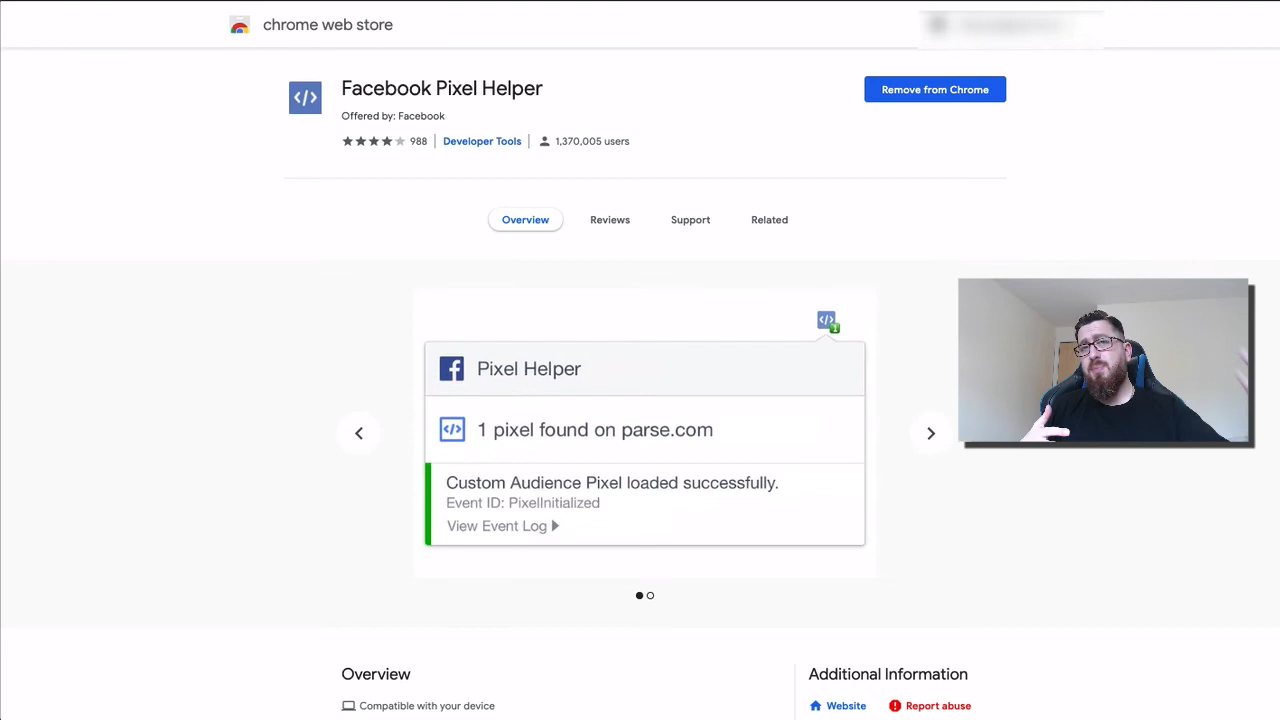 chrome web store
Facebook Pixel Helper
Remove from Chrome
Offered by: Facebook
988
Developer Tools
1,370,005 users
Overview
Reviews
Support
Related
1
Pixel Helper
1 pixel found on parse.com
Custom Audience Pixel loaded successfully.
Event ID: PixelInitialized
View Event Log
Overview
Additional Information
Compatible with your device
Website
Report abuse